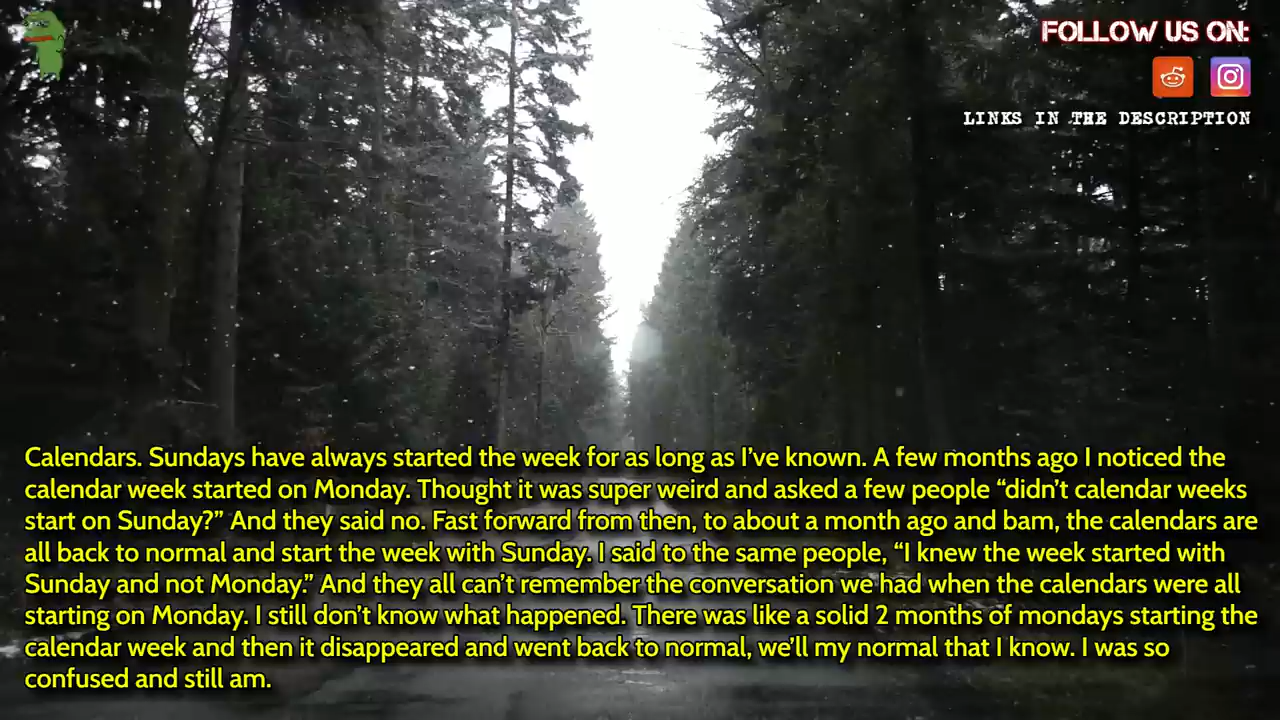 FOLLOW US ON:
LINKS IN THE DESCRIPTION
Calendars. Sundays have always started the week for as long as I've known. A few months ago I noticed the
calendar week started on Monday. Thought it was super weird and asked a few people “didn't calendar weeks
start on Sunday?” And they said no. Fast forward from then, to about a month ago and bam, the calendars are
all back to normal and start the week with Sunday. I said to the same people, “I knew the week started with
Sunday and not Monday.” And they all can't remember the conversation we had when the calendars were all
starting on Monday. I still don't know what happened. There was like a solid 2 months of mondays starting the
calendar week and then it disappeared and went back to normal, we'll my normal that I know. I was so
confused and still am.